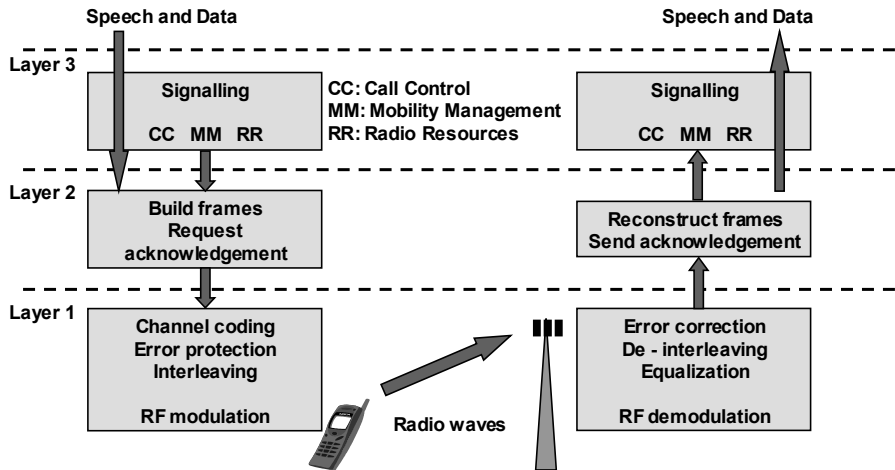 Speech and Data
Speech and Data
Layer 3
Signalling
CC MM RR
CC: Call Control
MM: Mobility Management
RR: Radio Resources
Signalling
CC MM RR
Layer 2
Build frames
Request
acknowledgement
Reconstruct frames
Send acknowledgement
Layer 1
Channel coding
Error protection
Interleaving
RF modulation
Radio waves
Error correction
De - interleaving
Equalization
RF demodulation